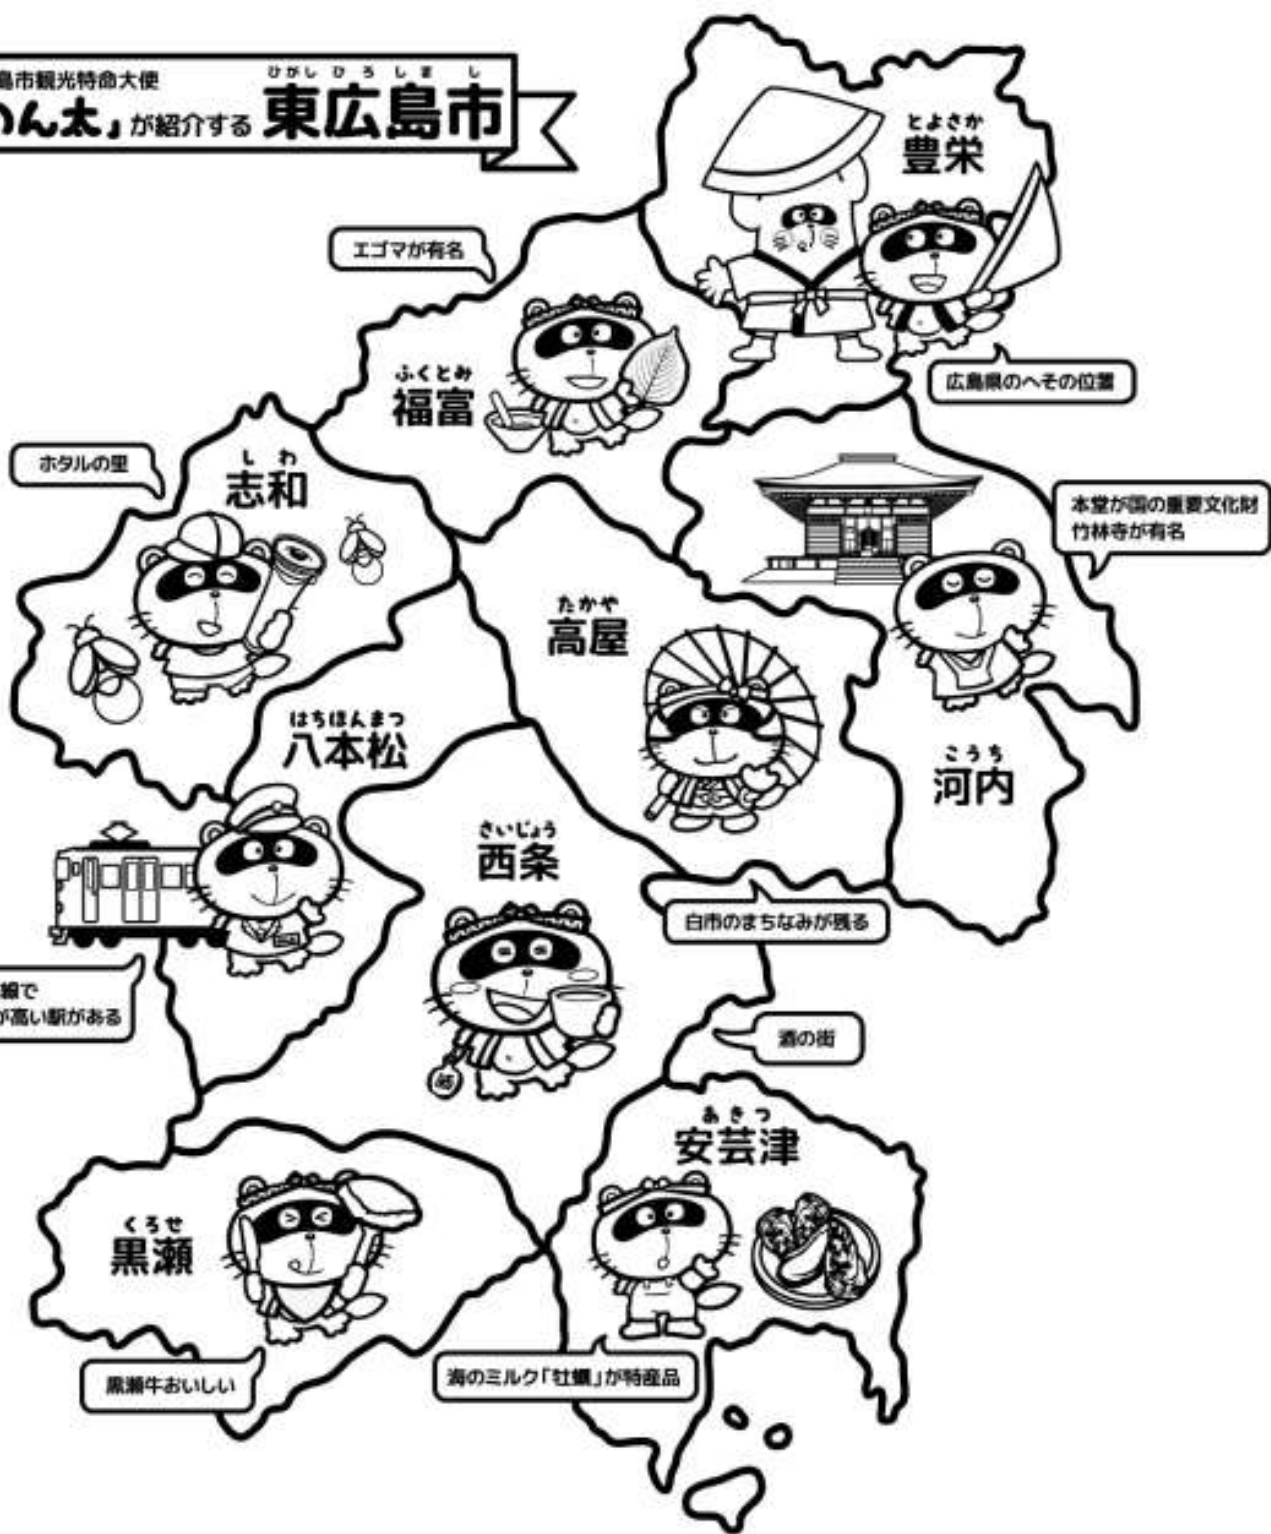 島市観光特命大使
ん太」が紹介する 東広島市
ひがしひろしまし
とよさか
豊栄
エゴマが有名
広島県のへその位置
ふくとみ
福富
ホタルの里
しわ
志和
本堂が国の重要文化財
竹林寺が有名
たかや
高屋
はちほんまつ
八本松
こうち
河内
さいじょう
西条
白市のまちなみが残る
線で
が高い駅がある
酒の街
あきつ
安芸津
くろせ
黒瀬
黒瀬牛おいしい
海のミルク「牡蠣」が特産品